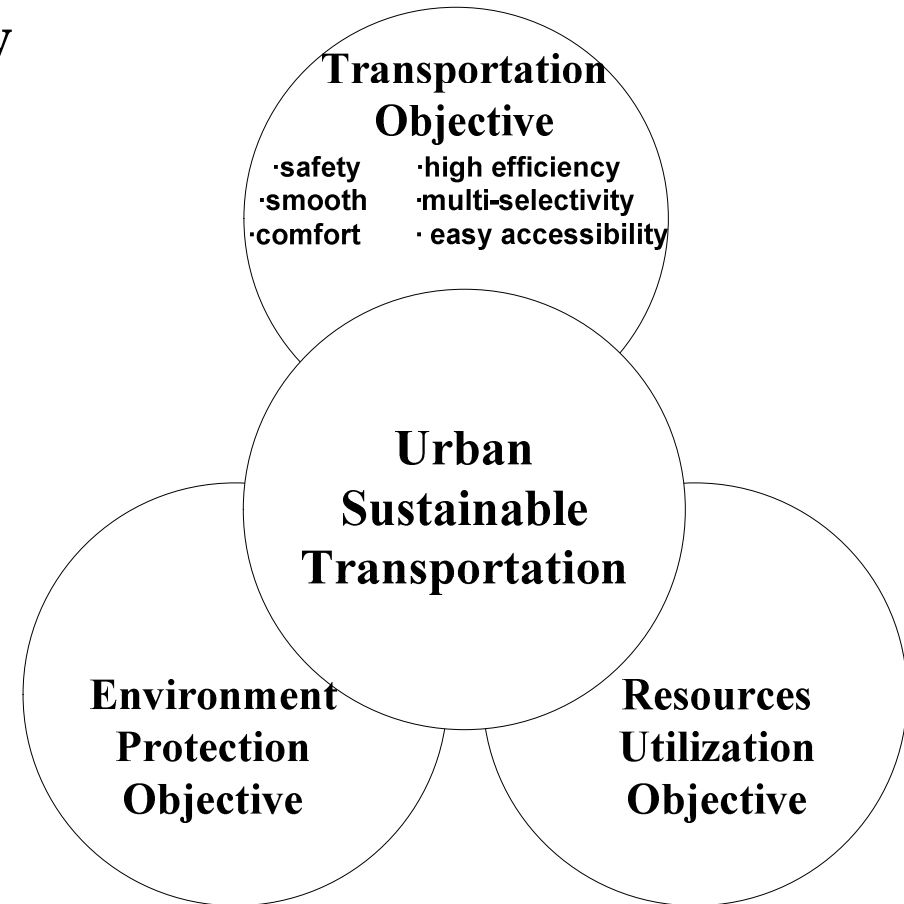 y
Transportation
Objective
·safety ·high efficiency
·smooth ·multi-selectivity
·comfort · easy accessibility
Urban
Sustainable
Transportation
Environment
Protection
Objective
Resources
Utilization
Objective